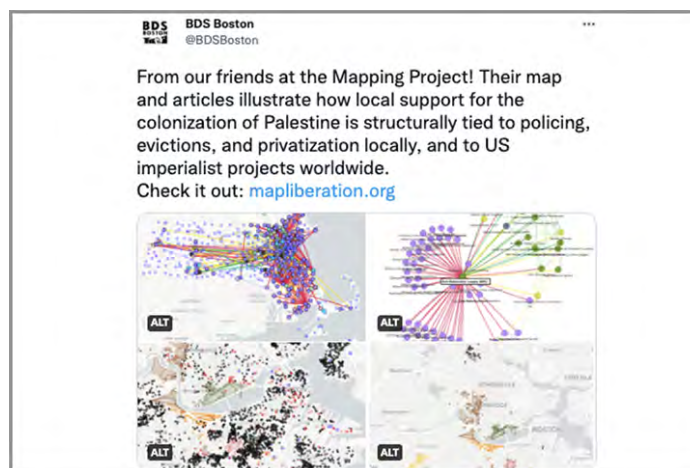 BDS
BOSTON
BDS Boston
@BDSBoston
From our friends at the Mapping Project! Their map
and articles illustrate how local support for the
colonization of Palestine is structurally tied to policing,
evictions, and privatization locally, and to US
imperialist projects worldwide.
Check it out: mapliberation.org
ALT
ALT
ALT
ALT